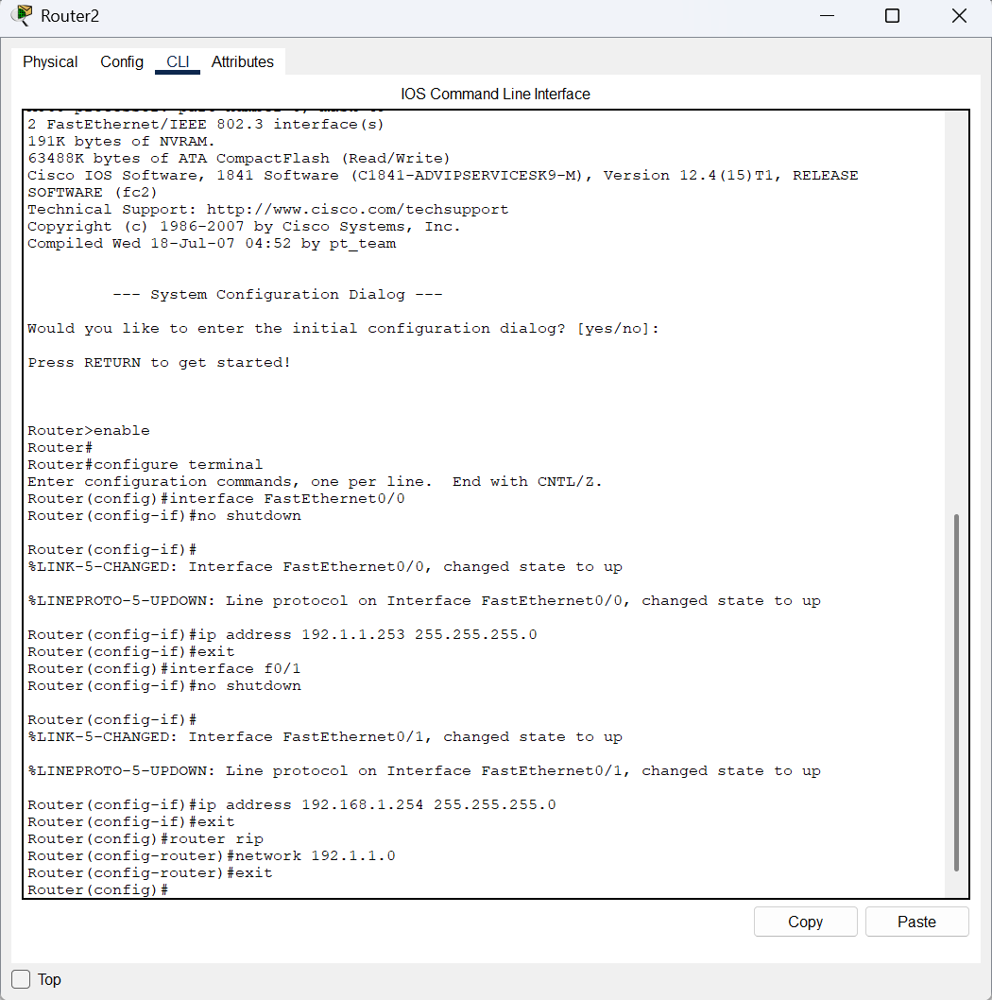 Router2
Physical Config CLI Attributes
IOS Command Line Interface
2 FastEthernet/IEEE 802.3 interface(s)
191K bytes of NVRAM.
63488K bytes of ATA CompactFlash (Read/Write)
Cisco IOS Software, 1841 Software (C1841-ADVIPSERVICESK9-M), Version 12.4(15)T1, RELEASE
SOFTWARE (fc2)
Technical Support: http://www.cisco.com/techsupport
Copyright (c) 1986-2007 by Cisco Systems, Inc.
Compiled Wed 18-Jul-07 04:52 by pt_team
--- System Configuration Dialog ---
Would you like to enter the initial configuration dialog? [yes/no]:
Press RETURN to get started!
Router>enable
Router#
Router#configure terminal
Enter configuration commands, one per line.  End with CNTL/Z.
Router(config)#interface FastEthernet0/0
Router(config-if)#no shutdown
Router(config-if)#
%LINK-5-CHANGED: Interface FastEthernet0/0, changed state to up
%LINEPROTO-5-UPDOWN: Line protocol on Interface FastEthernet0/0, changed state to up
Router(config-if)#ip address 192.1.1.253 255.255.255.0
Router(config-if)#exit
Router(config)#interface f0/1
Router(config-if)#no shutdown
Router(config-if)#
%LINK-5-CHANGED: Interface FastEthernet0/1, changed state to up
%LINEPROTO-5-UPDOWN: Line protocol on Interface FastEthernet0/1, changed state to up
Router(config-if)#ip address 192.168.1.254 255.255.255.0
Router(config-if)#exit
Router(config)#router rip
Router(config-router)#network 192.1.1.0
Router(config-router)#exit
Router(config)#
Copy Paste
Top